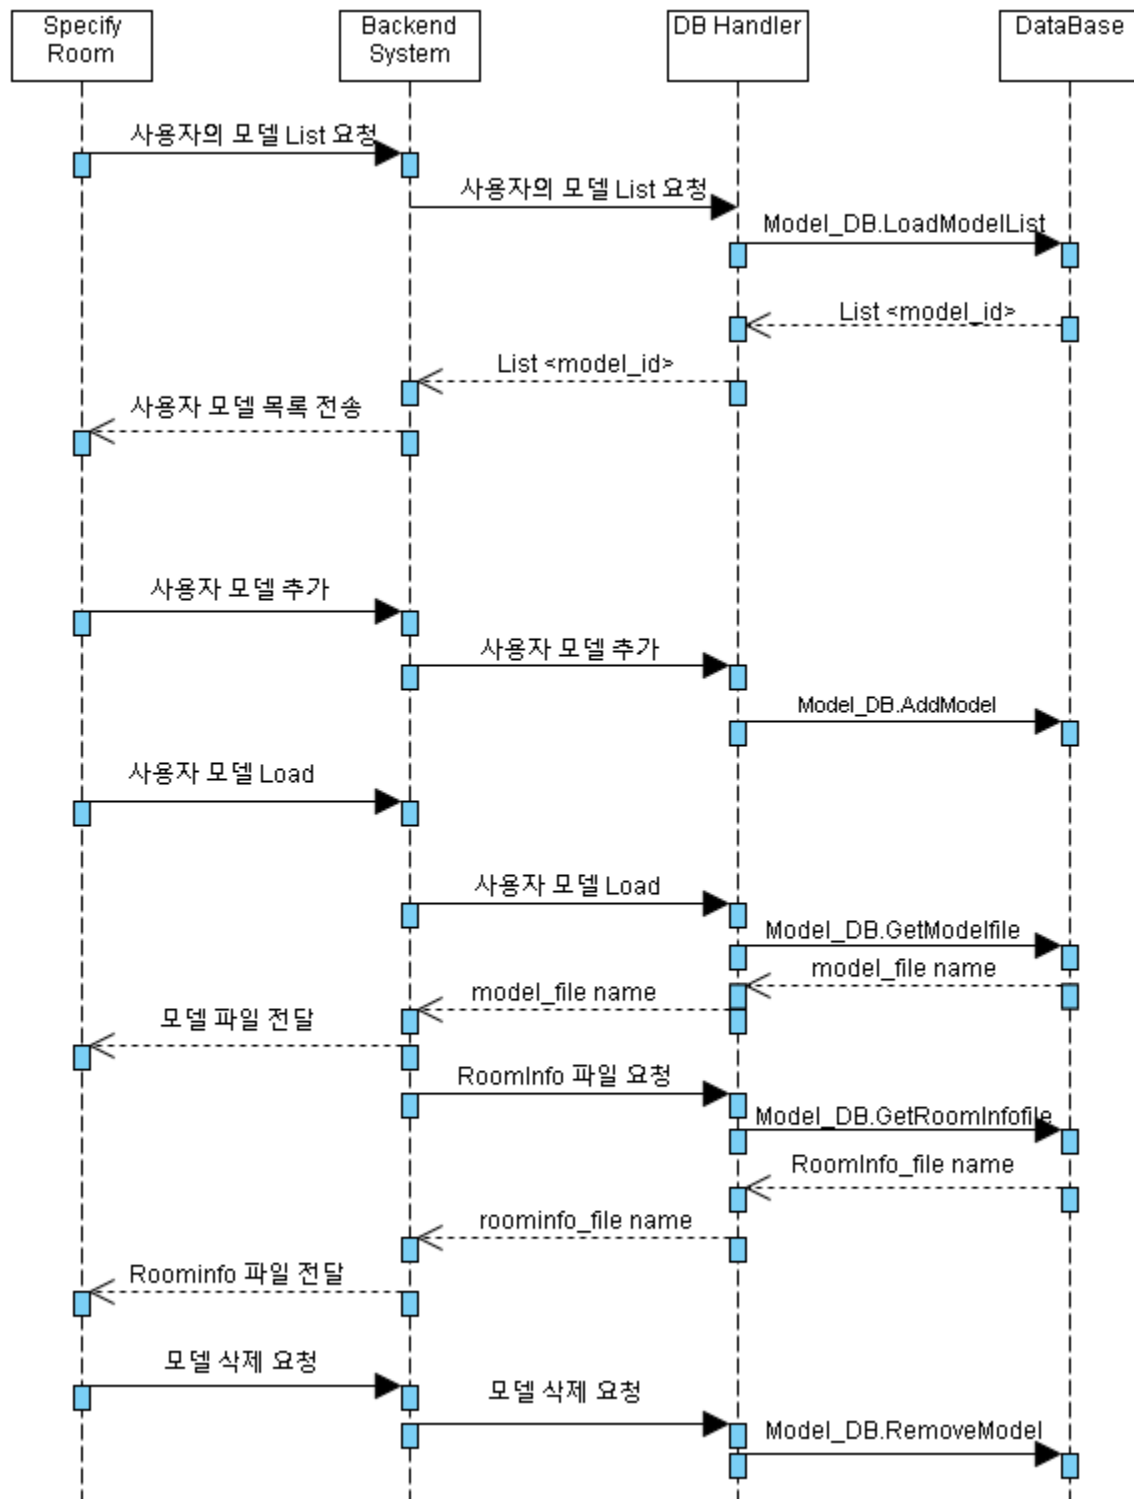 Specify
Room
Backend
System
DB Handler
DataBase
사용자의 모델 List 요청
사용자의 모델 List 요청
Model_DB.LoadModelList
List <model_id>
List <model_id>
사용자 모델 목록 전송
사용자 모델 추가
사용자 모델 추가
Model_DB.AddModel
사용자 모델 Load
사용자 모델 Load
Model_DB.GetModelfile
model_file name
model_file name
모델 파일 전달
RoomInfo 파일 요청
Model_DB.GetRoomInfofile
RoomInfo_file name
roominfo_file name
Roominfo 파일 전달
모델 삭제 요청
모델 삭제 요청
Model_DB.RemoveModel